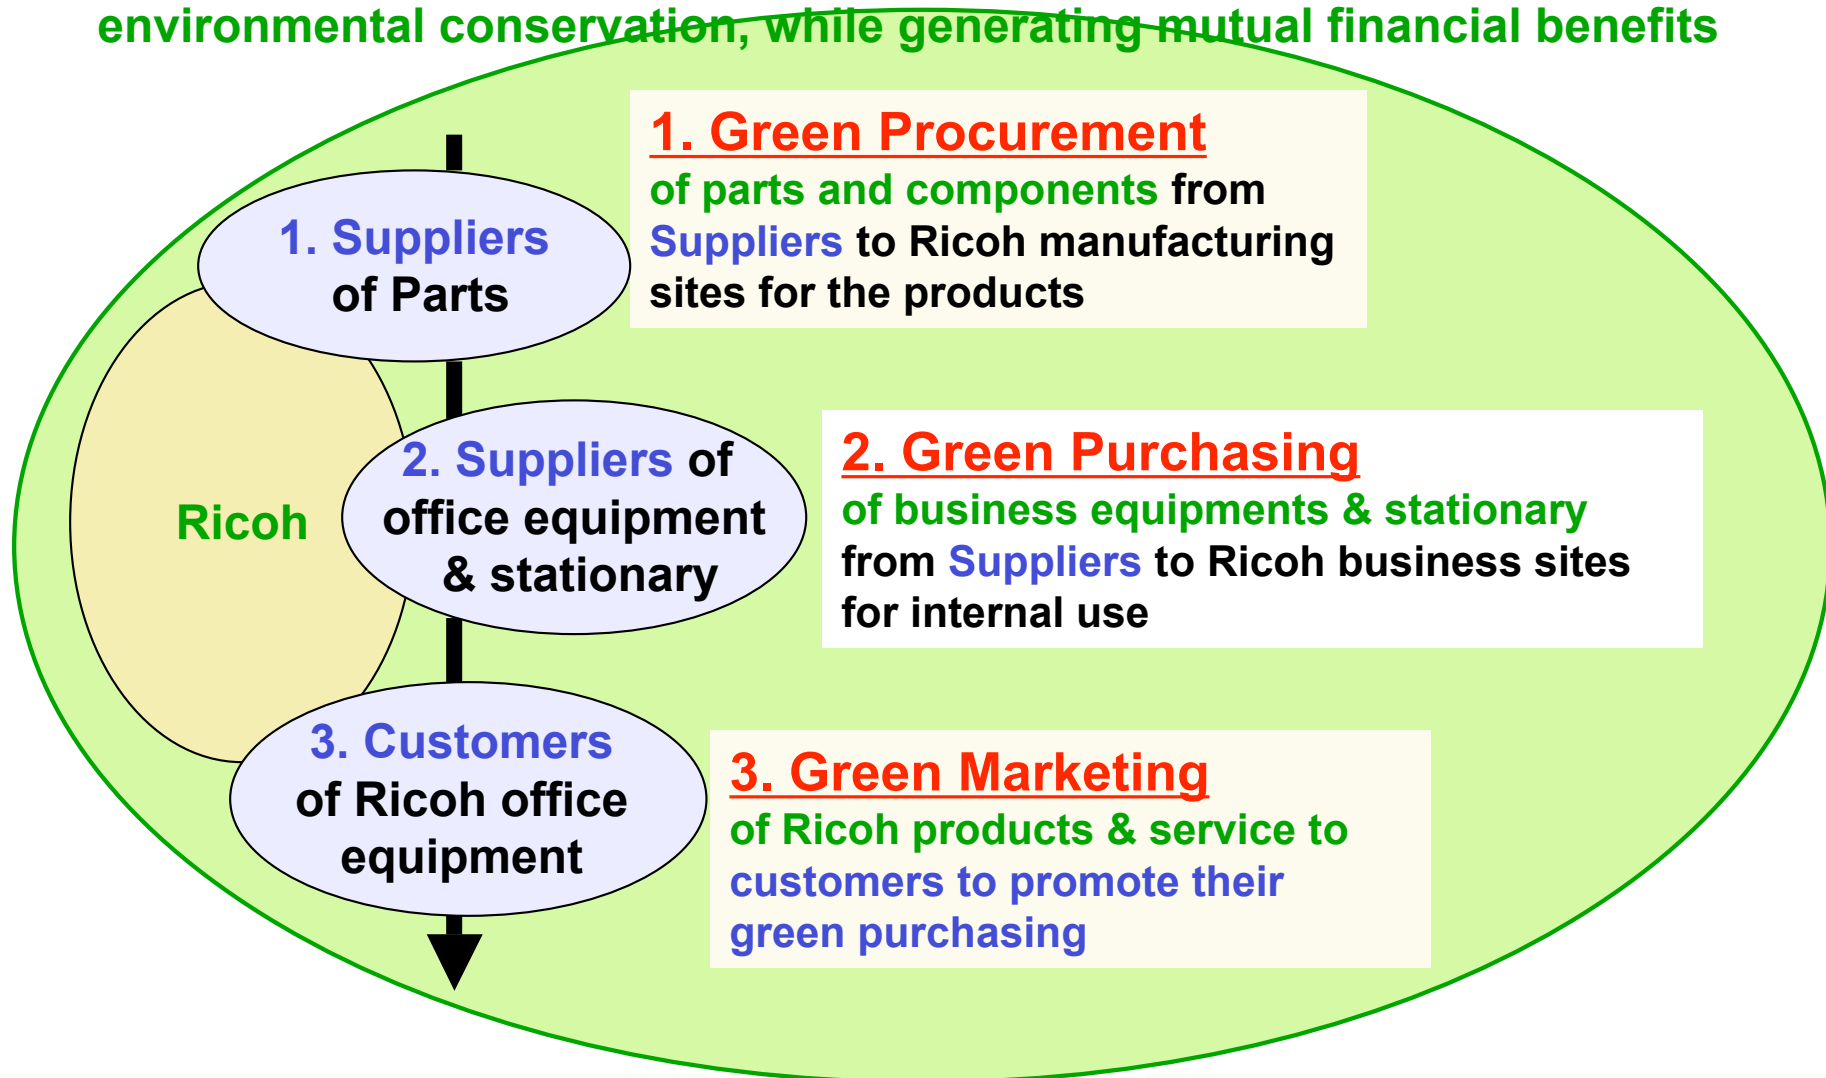 environmental conservation, while generating mutual financial benefits
1. Green Procurement
of parts and components from
Suppliers to Ricoh manufacturing
sites for the products
1. Suppliers
of Parts
2. Suppliers of
office equipment
& stationary
Ricoh
2. Green Purchasing
of business equipments & stationary
from Suppliers to Ricoh business sites
for internal use
3. Customers
of Ricoh office
equipment
3. Green Marketing
of Ricoh products & service to
customers to promote their
green purchasing